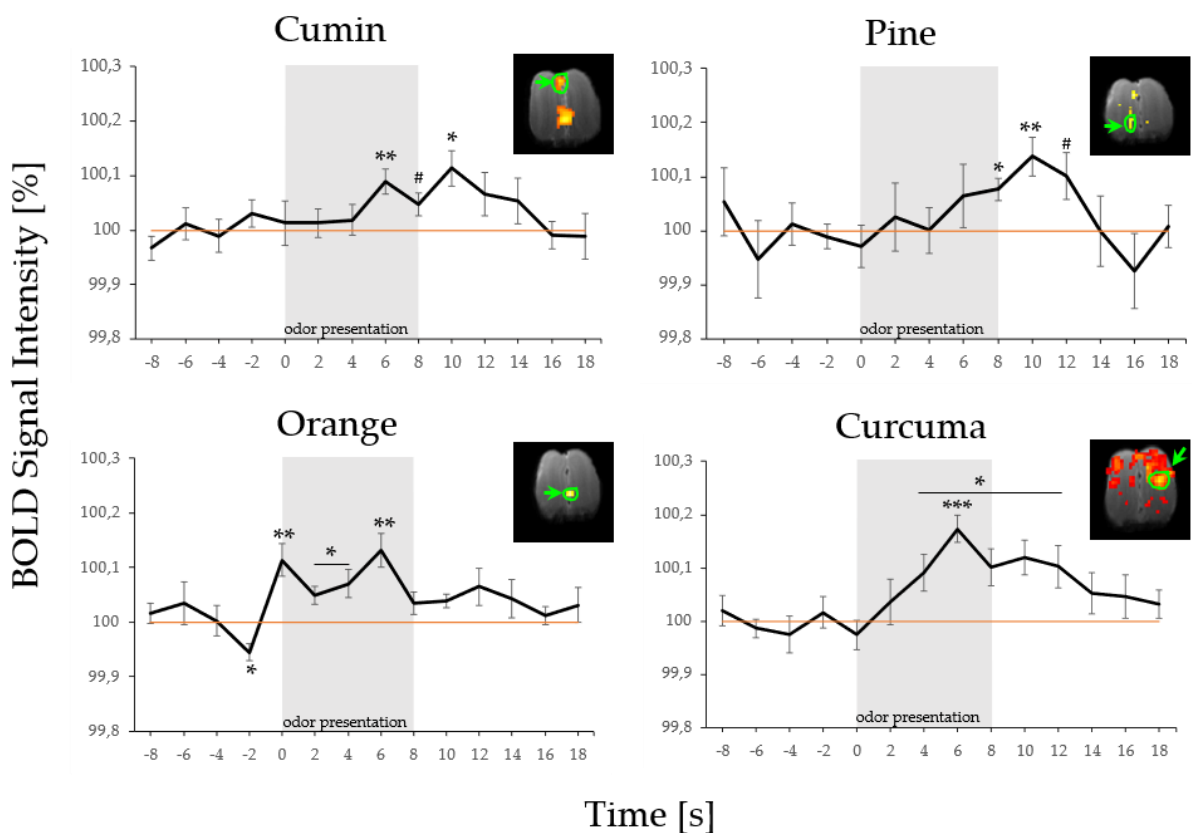 Cumin
100,3
100,2
100,1
100
99,9
99,8
** # *
odor presentation
-8 -6 -4 -2 0 2 4 6 8 10 12 14 16 18
Pine
100,3
100,2
100,1
100
99,9
99,8
* ** #
odor presentation
-8 -6 -4 -2 0 2 4 6 8 10 12 14 16 18
BOLD Signal Intensity [%]
Orange
100,3
100,2
100,1
100
99,9
99,8
* ** * **
odor presentation
-8 -6 -4 -2 0 2 4 6 8 10 12 14 16 18
Curcuma
100,3
100,2
100,1
100
99,9
99,8
*
***
odor presentation
-8 -6 -4 -2 0 2 4 6 8 10 12 14 16 18
Time [s]